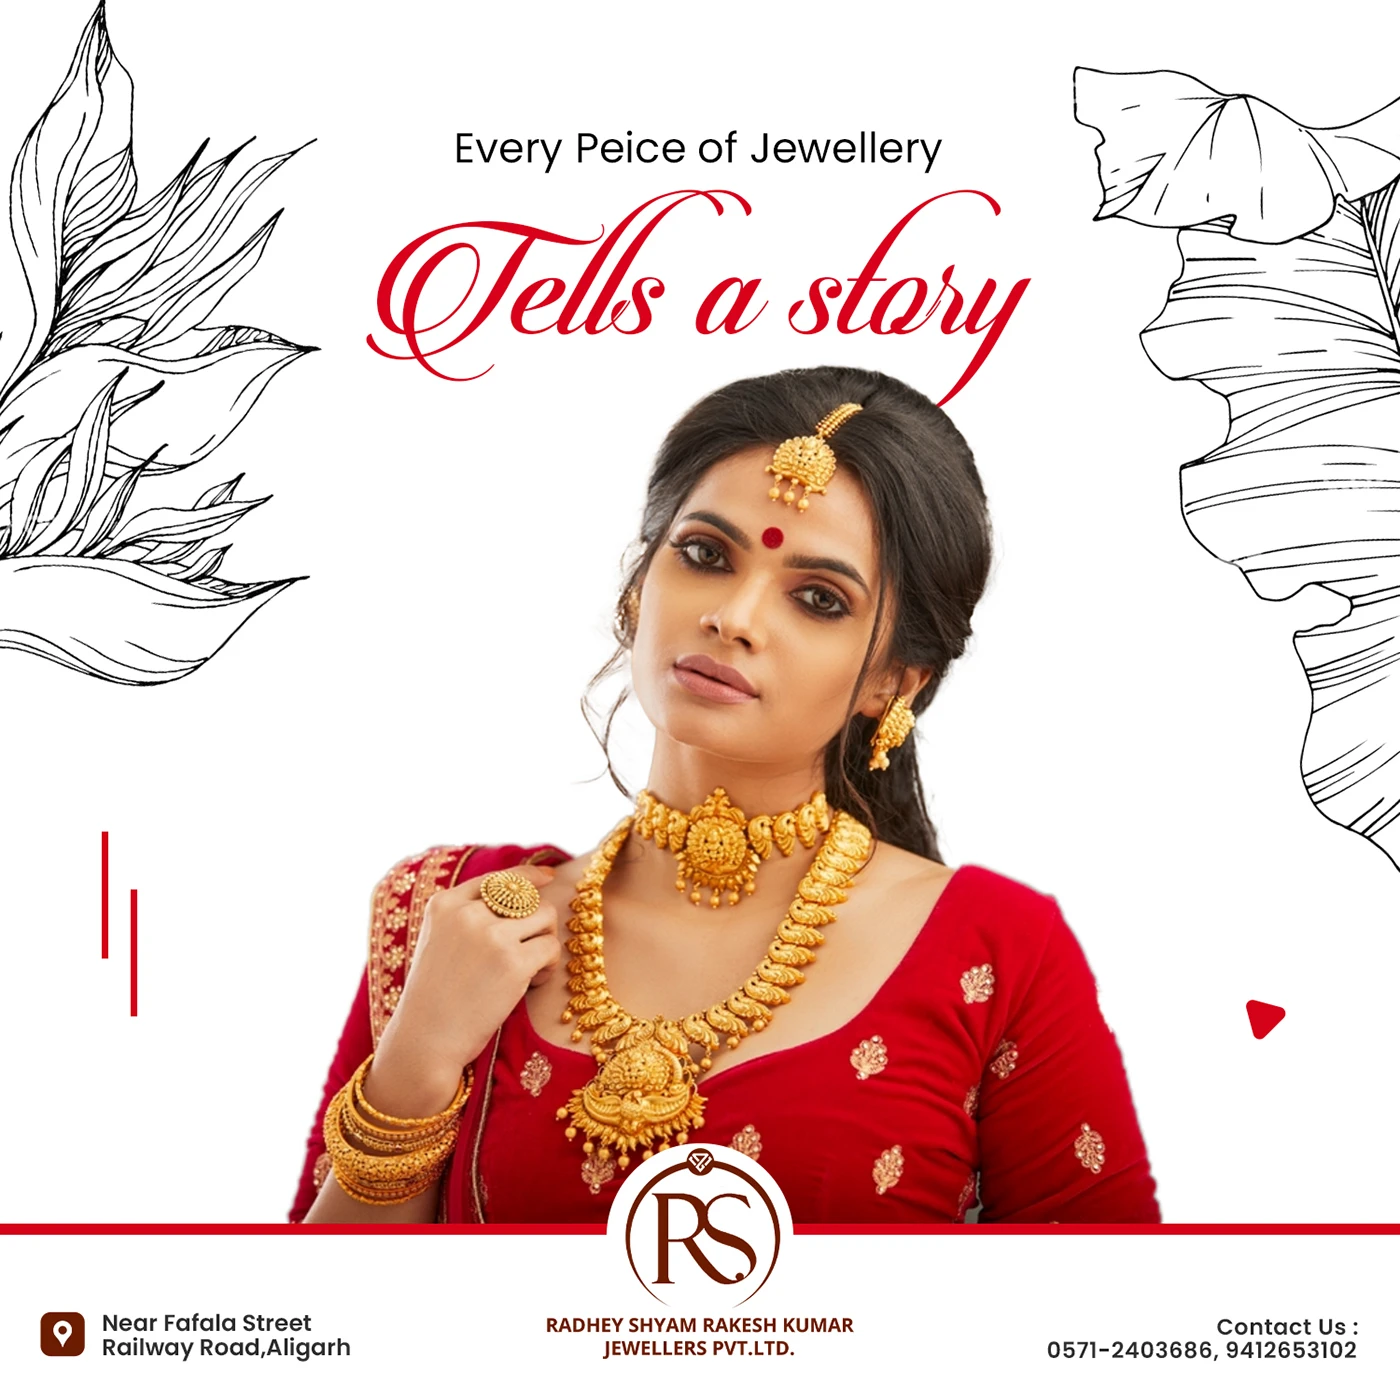 Every Peice of Jewellery
Tells a story
RS
Near Fafala Street
Railway Road,Aligarh
RADHEY SHYAM RAKESH KUMAR
JEWELLERS PVT.LTD.
Contact Us :
0571-2403686, 9412653102